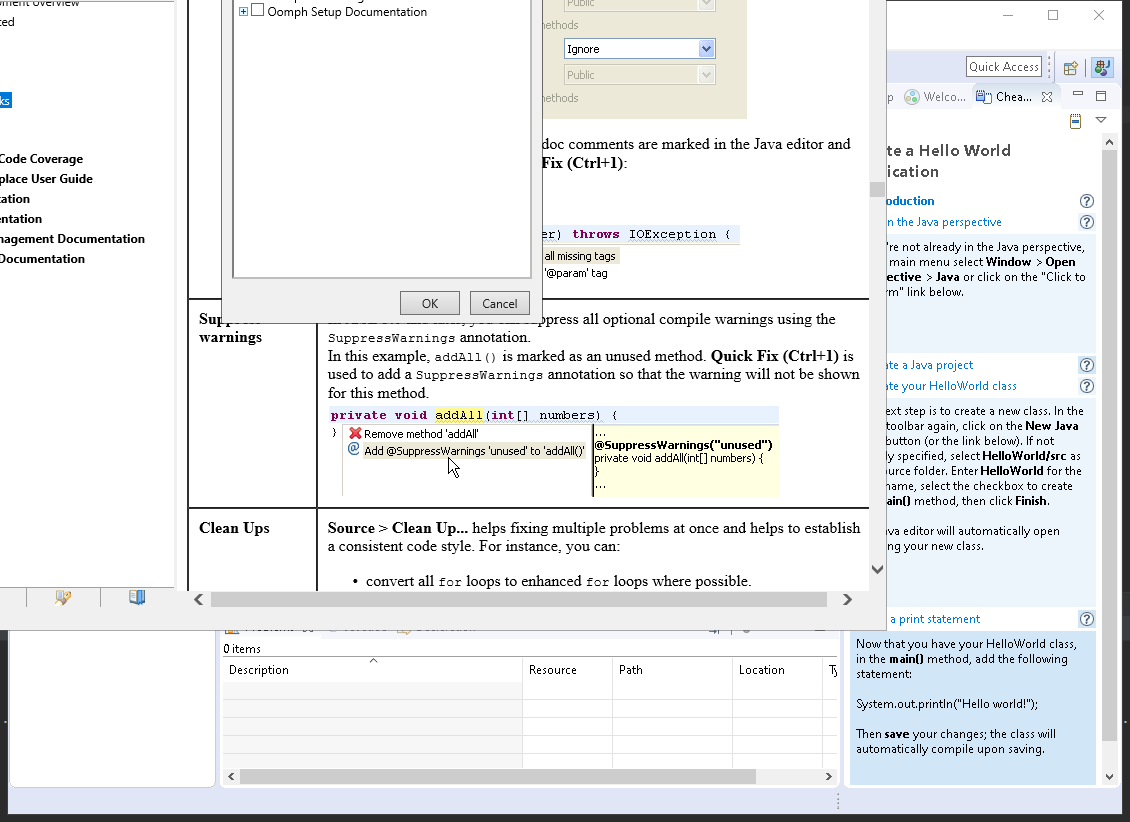 ment overview
ted
ks
Code Coverage
place User Guide
tation
entation
nagement Documentation
Documentation
Oomph Setup Documentation
OK
Cancel
Public
nethods
Ignore
Public
nethods
doc comments are marked in the Java editor and
Fix (Ctrl+1):
er) throws IOException {
all missing tags
'@param' tag
Suppress
warnings
suppress all optional compile warnings using the
SuppressWarnings annotation.
In this example, addAll() is marked as an unused method. Quick Fix (Ctrl+1) is
used to add a SuppressWarnings annotation so that the warning will not be shown
for this method.
private void addAll(int[] numbers) {
}
Remove method 'addAll'
Add @SuppressWarnings 'unused' to 'addAll()'
...
@SuppressWarnings("unused")
private void addAll(int[] numbers) {
}
...
Clean Ups
Source > Clean Up... helps fixing multiple problems at once and helps to establish
a consistent code style. For instance, you can:
• convert all for loops to enhanced for loops where possible.
0 items
Description
Resource
Path
Location
Ty
Quick Access
p
Welco...
Chea...
te a Hello World
ication
oduction
n the Java perspective
're not already in the Java perspective,
main menu select Window > Open
ective > Java or click on the "Click to
rm" link below.
ate a Java project
ate your HelloWorld class
ext step is to create a new class. In the
toolbar again, click on the New Java
button (or the link below). If not
ly specified, select HelloWorld/src as
urce folder. Enter HelloWorld for the
name, select the checkbox to create
ain() method, then click Finish.
ava editor will automatically open
ng your new class.
a print statement
Now that you have your HelloWorld class,
in the main() method, add the following
statement:
System.out.println("Hello world!");
Then save your changes; the class will
automatically compile upon saving.